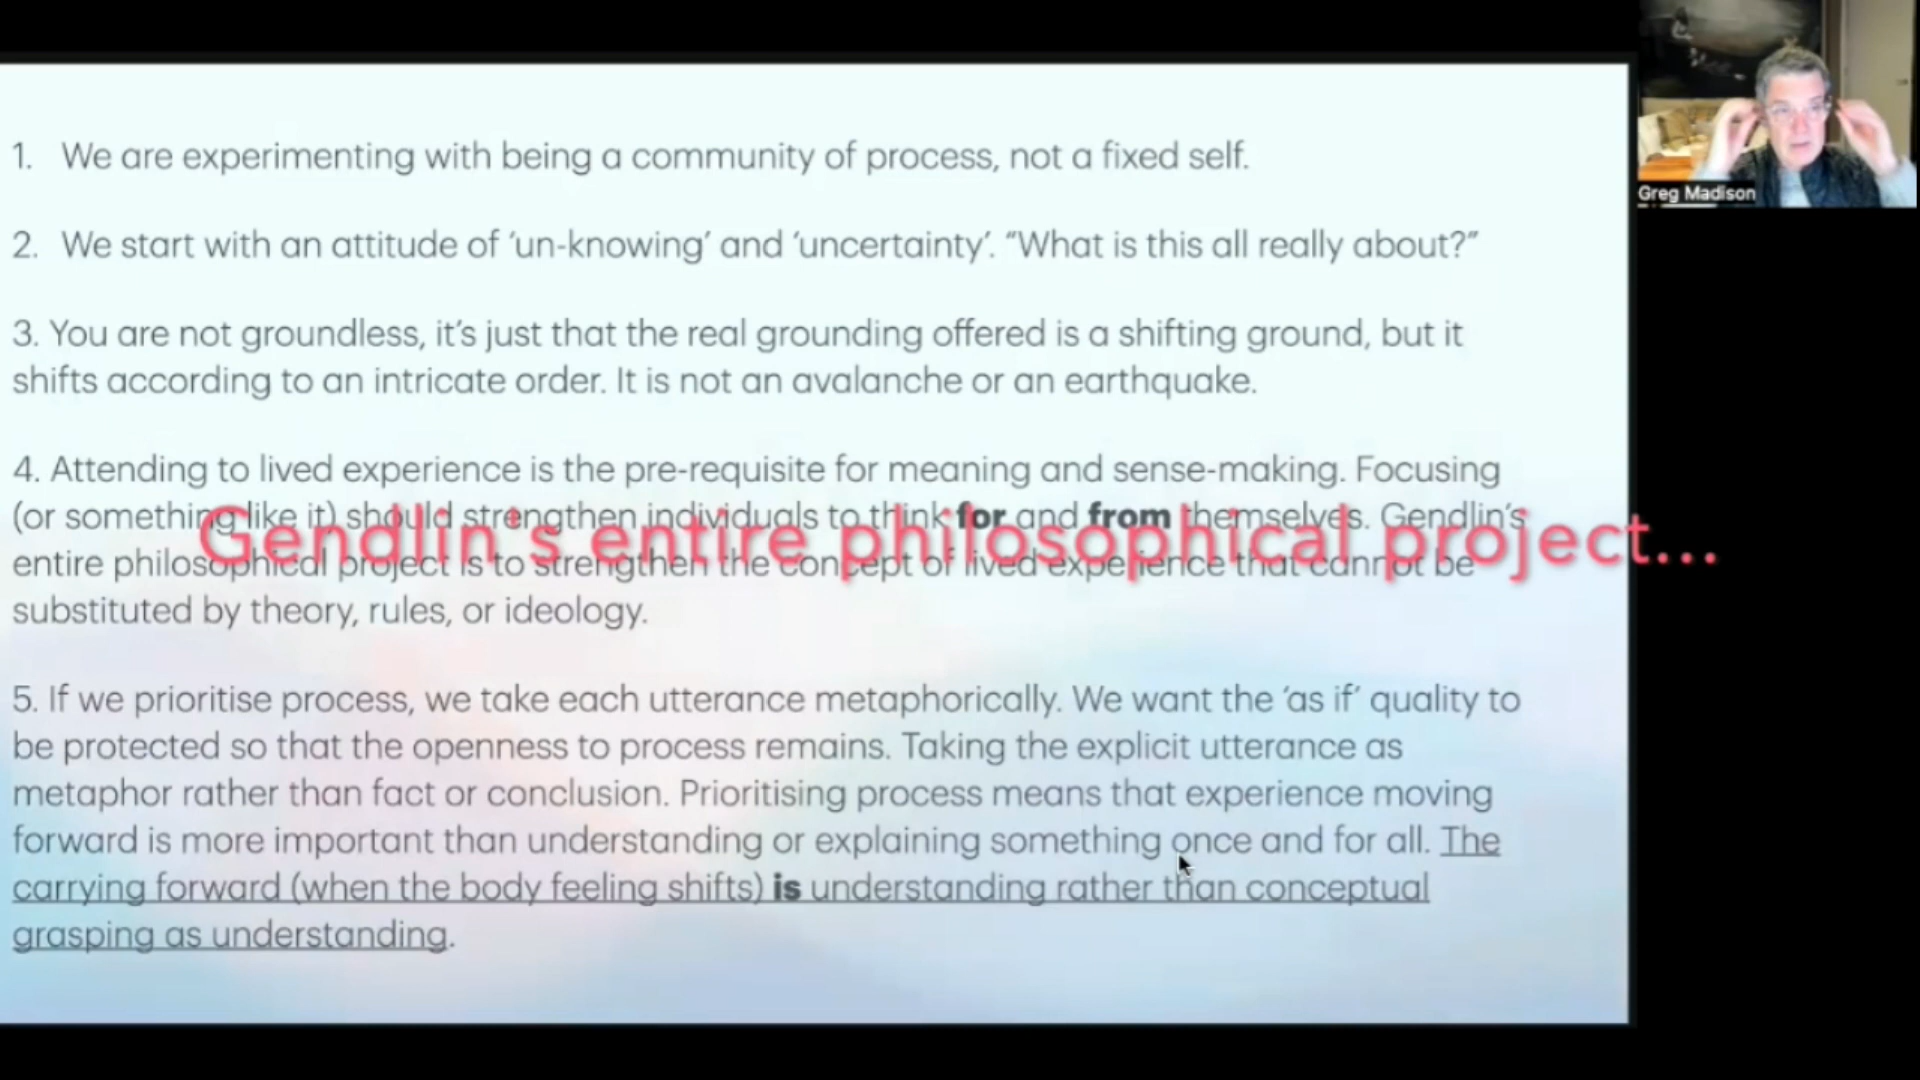 1. We are experimenting with being a community of process, not a fixed self.
2. We start with an attitude of ‘un-knowing’ and ‘uncertainty’. “What is this all really about?”
3. You are not groundless, it’s just that the real grounding offered is a shifting ground, but it
shifts according to an intricate order. It is not an avalanche or an earthquake.
4. Attending to lived experience is the pre-requisite for meaning and sense-making. Focusing
(or something like it) should strengthen individuals to think for and from themselves. Gendlin’s
entire philosophical project is to strengthen the concept of lived experience that cannot be
substituted by theory, rules, or ideology.
5. If we prioritise process, we take each utterance metaphorically. We want the ‘as if’ quality to
be protected so that the openness to process remains. Taking the explicit utterance as
metaphor rather than fact or conclusion. Prioritising process means that experience moving
forward is more important than understanding or explaining something once and for all. The
carrying forward (when the body feeling shifts) is understanding rather than conceptual
grasping as understanding.
Gendlin's entire philosophical project...
Greg Madison